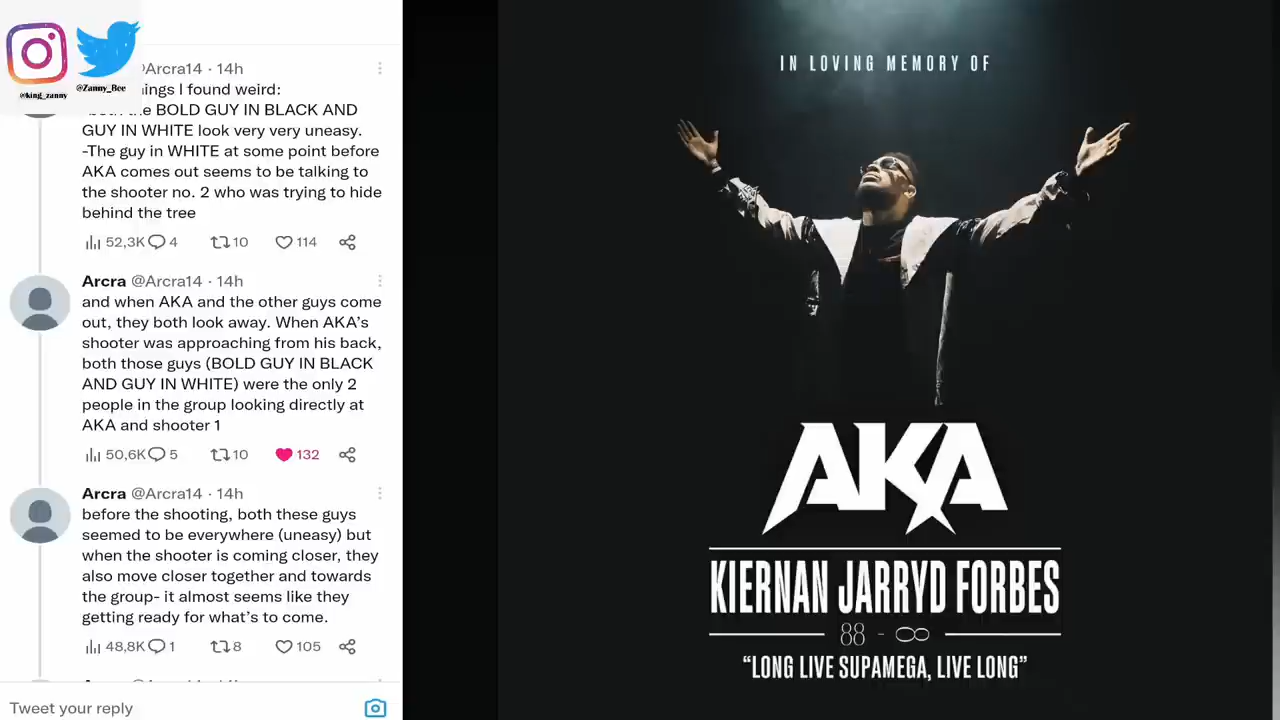 @king_zanny
@Zanny_Bee
@Arcra14 · 14h
things I found weird:
the BOLD GUY IN BLACK AND
GUY IN WHITE look very very uneasy.
-The guy in WHITE at some point before
AKA comes out seems to be talking to
the shooter no. 2 who was trying to hide
behind the tree
52,3K 4 10 114
Arcra @Arcra14 · 14h
and when AKA and the other guys come
out, they both look away. When AKA's
shooter was approaching from his back,
both those guys (BOLD GUY IN BLACK
AND GUY IN WHITE) were the only 2
people in the group looking directly at
AKA and shooter 1
50,6K 5 10 132
Arcra @Arcra14 · 14h
before the shooting, both these guys
seemed to be everywhere (uneasy) but
when the shooter is coming closer, they
also move closer together and towards
the group- it almost seems like they
getting ready for what's to come.
48,8K 1 8 105
Tweet your reply
IN LOVING MEMORY OF
AKA
KIERNAN JARRYD FORBES
88 - ∞
“LONG LIVE SUPAMEGA, LIVE LONG”